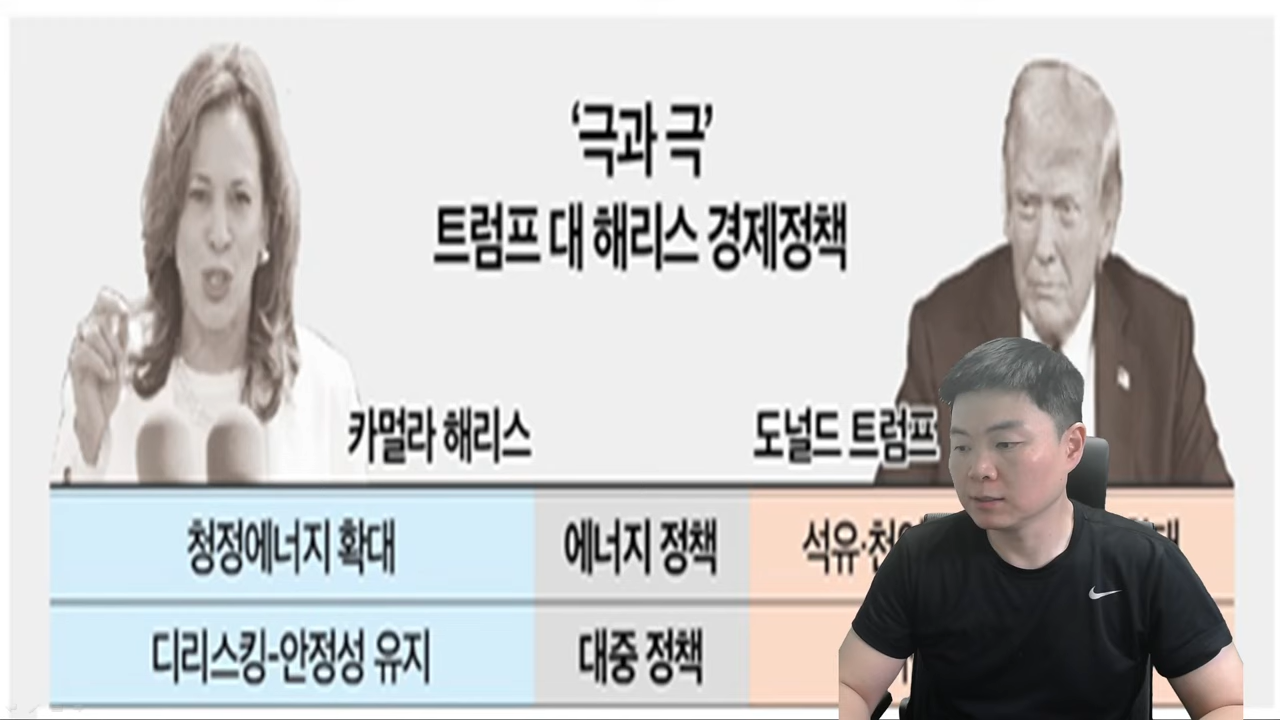 ‘극과 극’
트럼프 대 해리스 경제정책
카멀라 해리스
도널드 트럼프
청정에너지 확대
에너지 정책
디리스킹-안정성 유지
대중 정책